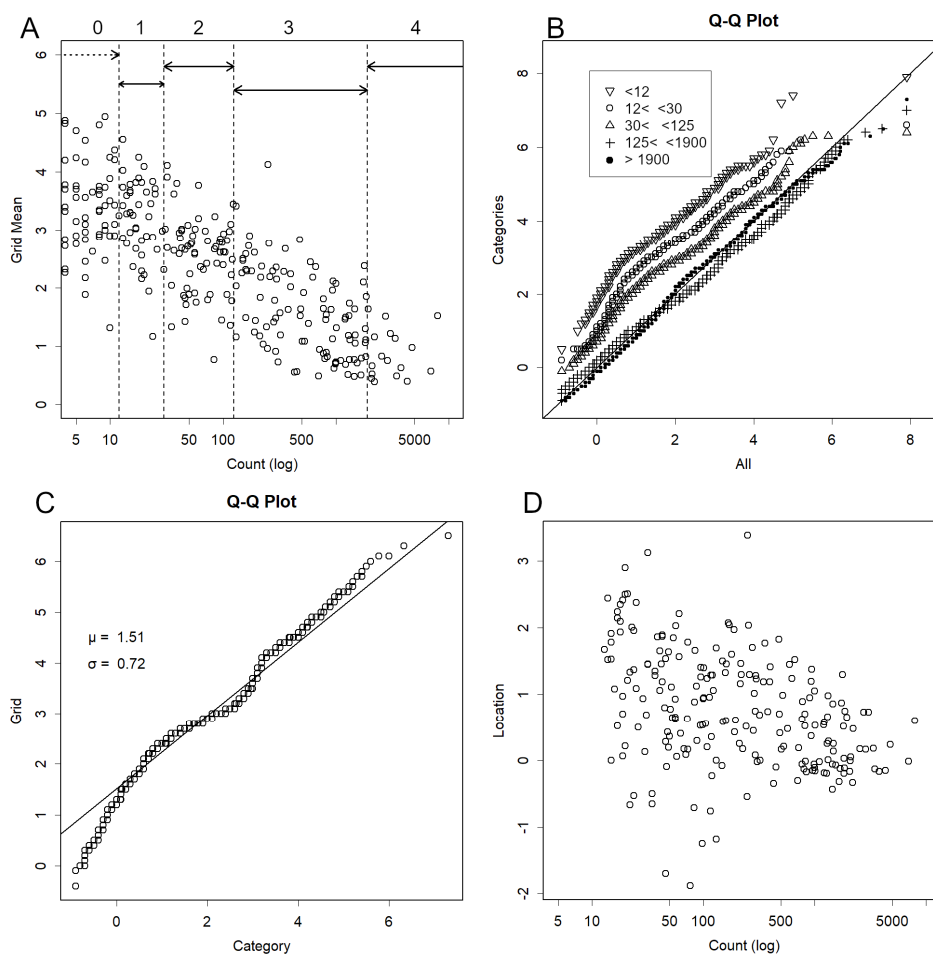 A
0 1 2 3 4
6
5
4
3
2
1
0
Grid Mean
5 10 50 100 500 5000
Count (log)
B
Q-Q Plot
8
6
4
2
0
Categories
<12
12< <30
30< <125
125< <1900
> 1900
0 2 4 6 8
All
C
Q-Q Plot
6
5
4
3
2
1
0
Grid
μ = 1.51
σ = 0.72
0 2 4 6
Category
D
3
2
1
0
-1
-2
Location
5 10 50 100 500 5000
Count (log)